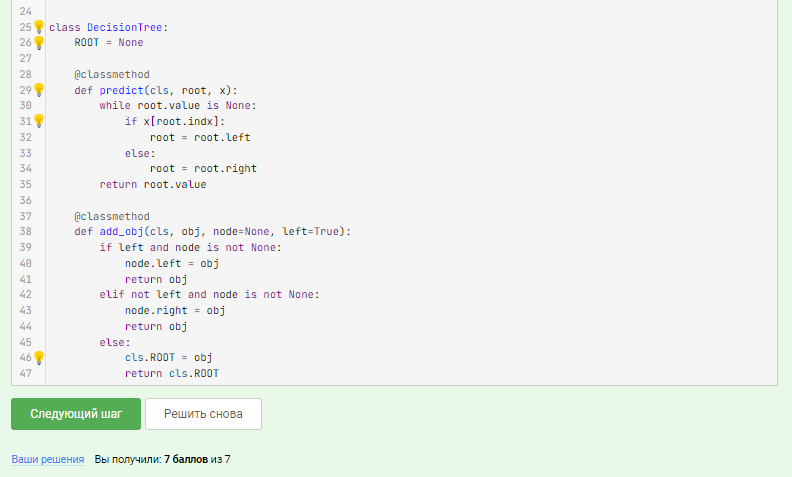 24
25 class DecisionTree:
26     ROOT = None
27
28     @classmethod
29     def predict(cls, root, x):
30         while root.value is None:
31             if x[root.indx]:
32                 root = root.left
33             else:
34                 root = root.right
35         return root.value
36
37     @classmethod
38     def add_obj(cls, obj, node=None, left=True):
39         if left and node is not None:
40             node.left = obj
41             return obj
42         elif not left and node is not None:
43             node.right = obj
44             return obj
45         else:
46             cls.ROOT = obj
47             return cls.ROOT
Следующий шаг Решить снова
Ваши решения Вы получили: 7 баллов из 7